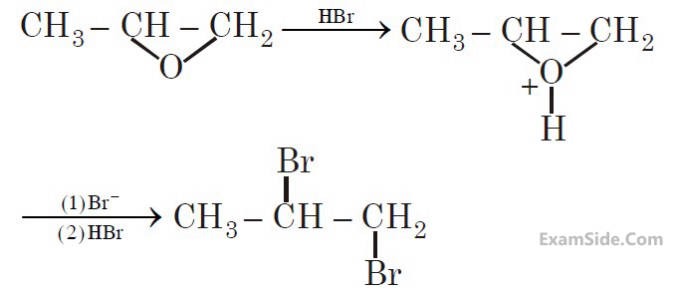 CH₃ – CH – CH₂ HBr CH₃ – CH – CH₂
O + O
H
Br
(1) Br⁻ CH₃ – CH – CH₂
(2) HBr
Br
ExamSide.Com